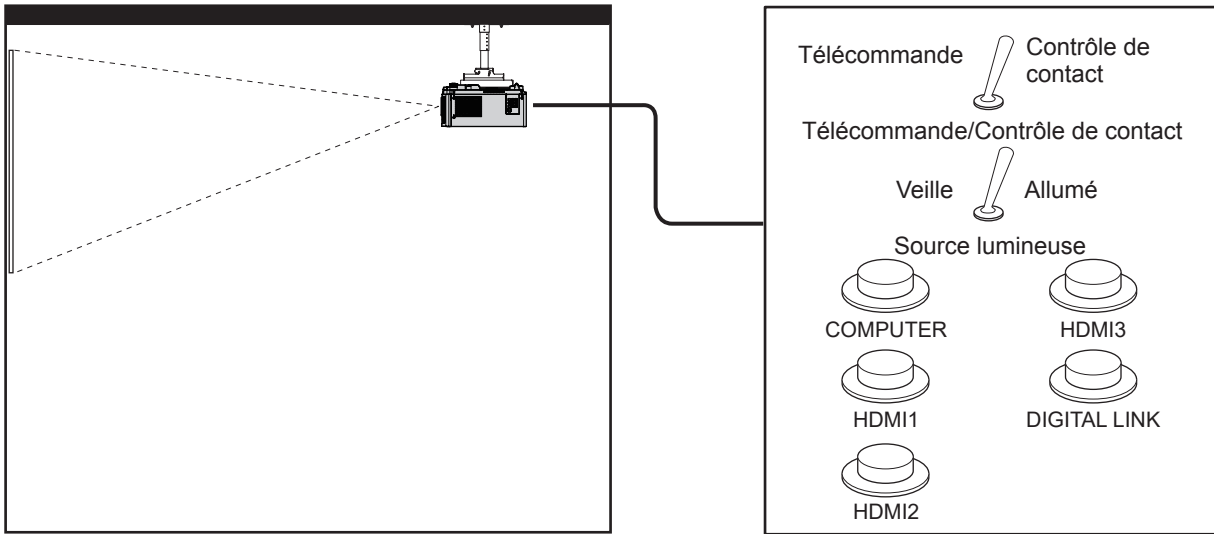 Télécommande
Contrôle de
contact
Télécommande/Contrôle de contact
Veille
Allumé
Source lumineuse
COMPUTER
HDMI3
HDMI1
DIGITAL LINK
HDMI2